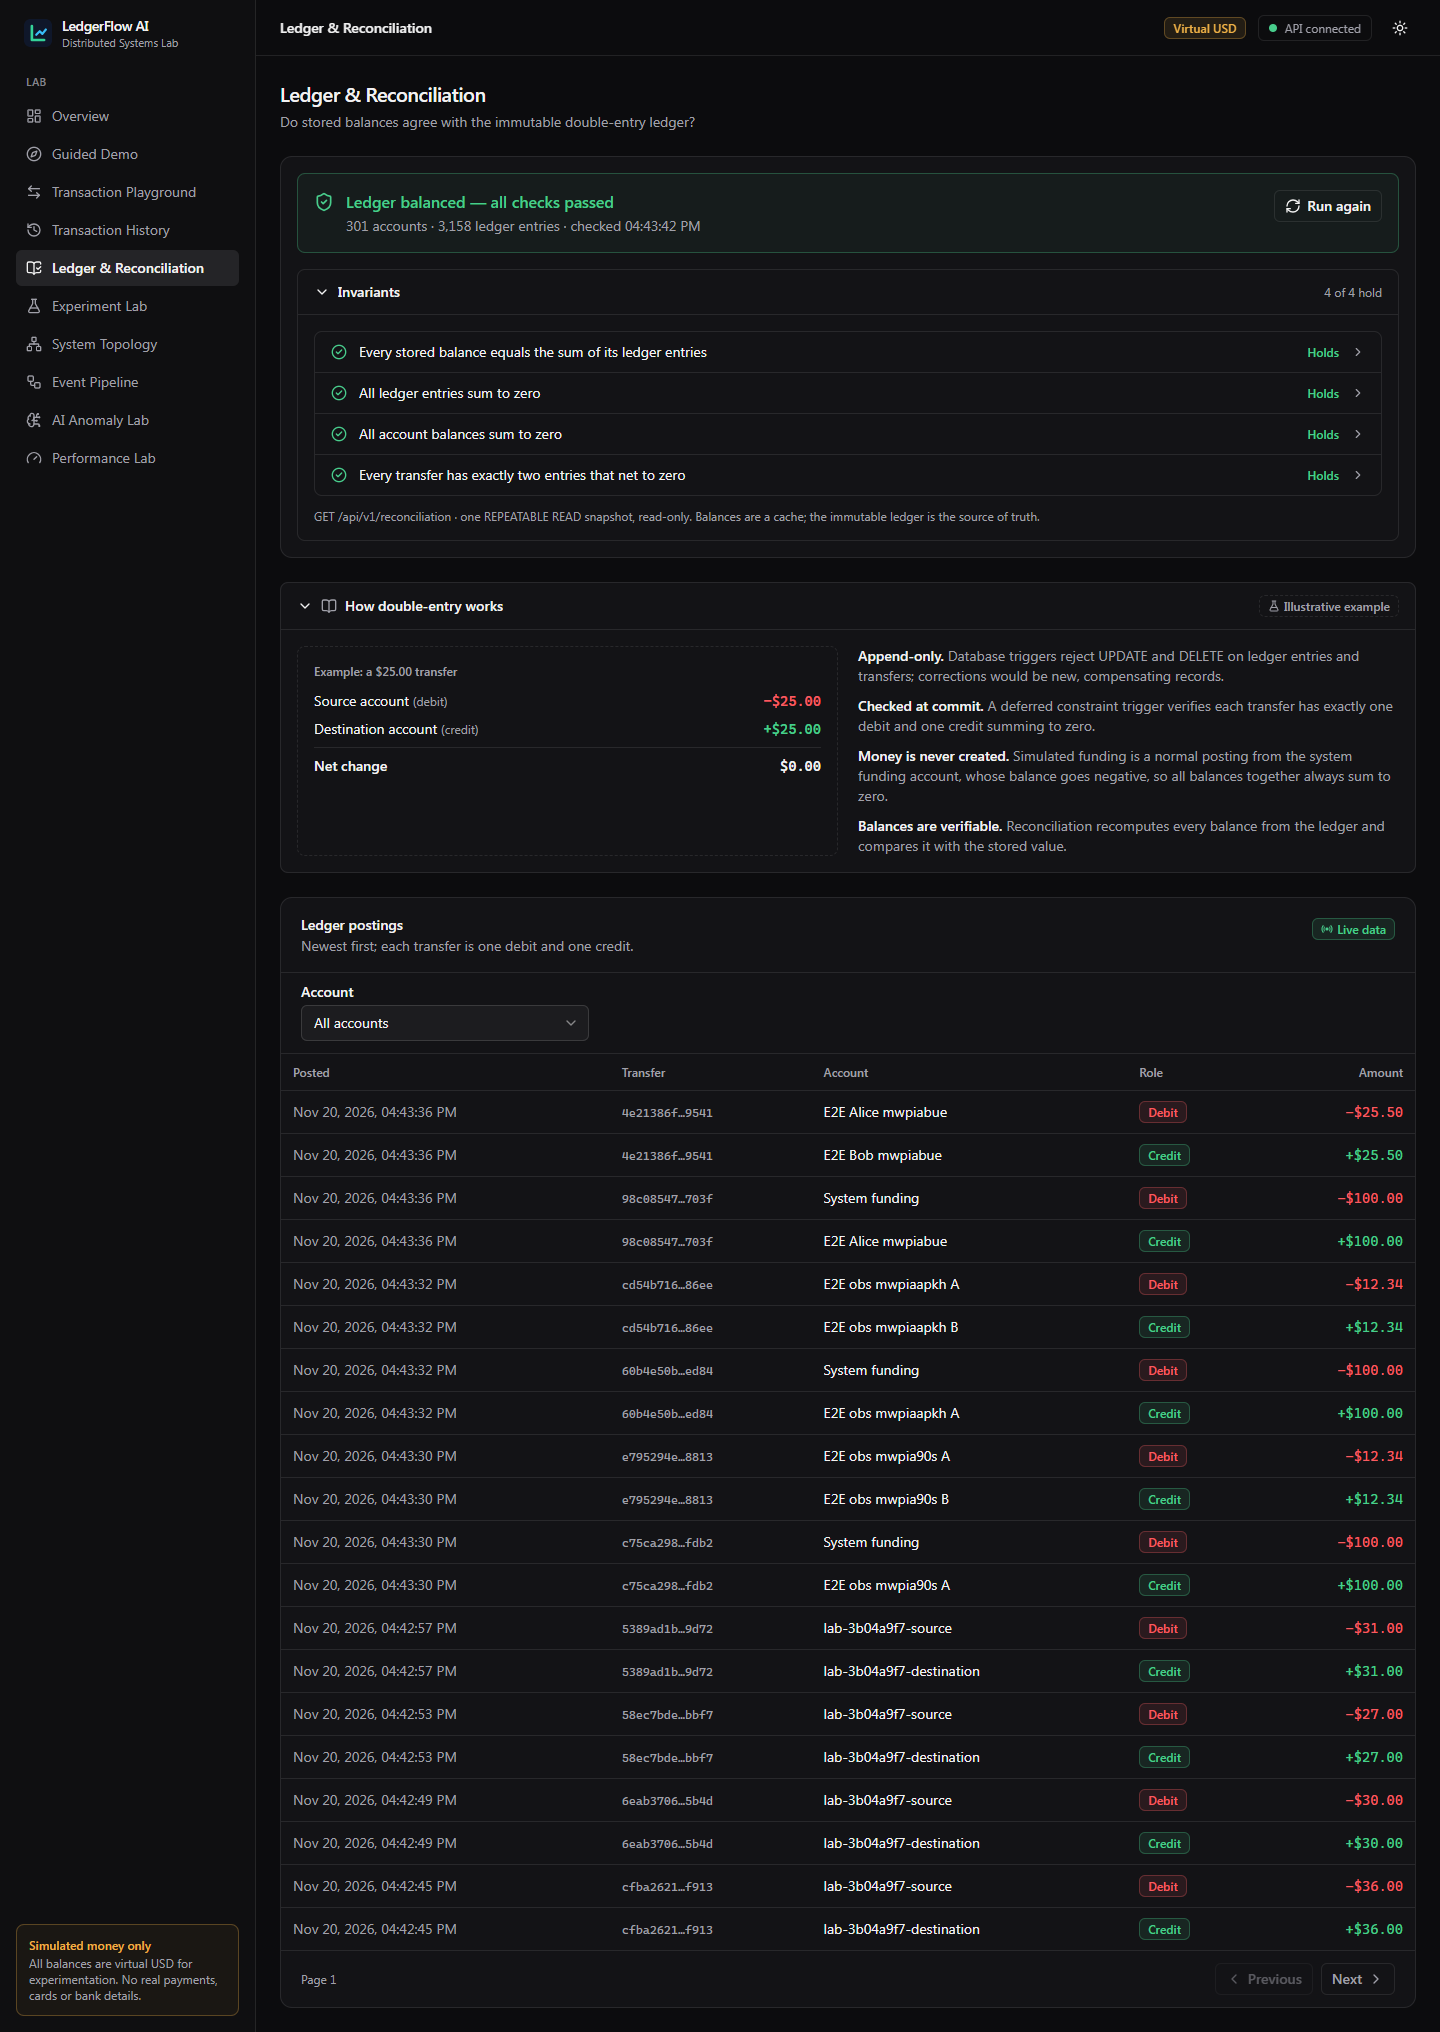 LedgerFlow AI
Distributed Systems Lab
LAB
Overview
Guided Demo
Transaction Playground
Transaction History
Ledger & Reconciliation
Experiment Lab
System Topology
Event Pipeline
AI Anomaly Lab
Performance Lab
Simulated money only
All balances are virtual USD for
experimentation. No real payments,
cards or bank details.
Ledger & Reconciliation
Virtual USD
API connected
Ledger & Reconciliation
Do stored balances agree with the immutable double-entry ledger?
Ledger balanced — all checks passed
301 accounts · 3,158 ledger entries · checked 04:43:42 PM
Run again
Invariants
4 of 4 hold
Every stored balance equals the sum of its ledger entries Holds
All ledger entries sum to zero Holds
All account balances sum to zero Holds
Every transfer has exactly two entries that net to zero Holds
GET /api/v1/reconciliation · one REPEATABLE READ snapshot, read-only. Balances are a cache; the immutable ledger is the source of truth.
How double-entry works
Illustrative example
Example: a $25.00 transfer
Source account (debit) −$25.00
Destination account (credit) +$25.00
Net change $0.00
Append-only. Database triggers reject UPDATE and DELETE on ledger entries and
transfers; corrections would be new, compensating records.
Checked at commit. A deferred constraint trigger verifies each transfer has exactly one
debit and one credit summing to zero.
Money is never created. Simulated funding is a normal posting from the system
funding account, whose balance goes negative, so all balances together always sum to
zero.
Balances are verifiable. Reconciliation recomputes every balance from the ledger and
compares it with the stored value.
Ledger postings
Newest first; each transfer is one debit and one credit.
Live data
Account
All accounts
Posted Transfer Account Role Amount
Nov 20, 2026, 04:43:36 PM 4e21386f…9541 E2E Alice mwpiabue Debit −$25.50
Nov 20, 2026, 04:43:36 PM 4e21386f…9541 E2E Bob mwpiabue Credit +$25.50
Nov 20, 2026, 04:43:36 PM 98c08547…703f System funding Debit −$100.00
Nov 20, 2026, 04:43:36 PM 98c08547…703f E2E Alice mwpiabue Credit +$100.00
Nov 20, 2026, 04:43:32 PM cd54b716…86ee E2E obs mwpiaapkh A Debit −$12.34
Nov 20, 2026, 04:43:32 PM cd54b716…86ee E2E obs mwpiaapkh B Credit +$12.34
Nov 20, 2026, 04:43:32 PM 60b4e50b…ed84 System funding Debit −$100.00
Nov 20, 2026, 04:43:32 PM 60b4e50b…ed84 E2E obs mwpiaapkh A Credit +$100.00
Nov 20, 2026, 04:43:30 PM e795294e…8813 E2E obs mwpia90s A Debit −$12.34
Nov 20, 2026, 04:43:30 PM e795294e…8813 E2E obs mwpia90s B Credit +$12.34
Nov 20, 2026, 04:43:30 PM c75ca298…fdb2 System funding Debit −$100.00
Nov 20, 2026, 04:43:30 PM c75ca298…fdb2 E2E obs mwpia90s A Credit +$100.00
Nov 20, 2026, 04:42:57 PM 5389ad1b…9d72 lab-3b04a9f7-source Debit −$31.00
Nov 20, 2026, 04:42:57 PM 5389ad1b…9d72 lab-3b04a9f7-destination Credit +$31.00
Nov 20, 2026, 04:42:53 PM 58ec7bde…bbf7 lab-3b04a9f7-source Debit −$27.00
Nov 20, 2026, 04:42:53 PM 58ec7bde…bbf7 lab-3b04a9f7-destination Credit +$27.00
Nov 20, 2026, 04:42:49 PM 6eab3706…5b4d lab-3b04a9f7-source Debit −$30.00
Nov 20, 2026, 04:42:49 PM 6eab3706…5b4d lab-3b04a9f7-destination Credit +$30.00
Nov 20, 2026, 04:42:45 PM cfba2621…f913 lab-3b04a9f7-source Debit −$36.00
Nov 20, 2026, 04:42:45 PM cfba2621…f913 lab-3b04a9f7-destination Credit +$36.00
Page 1
Previous
Next